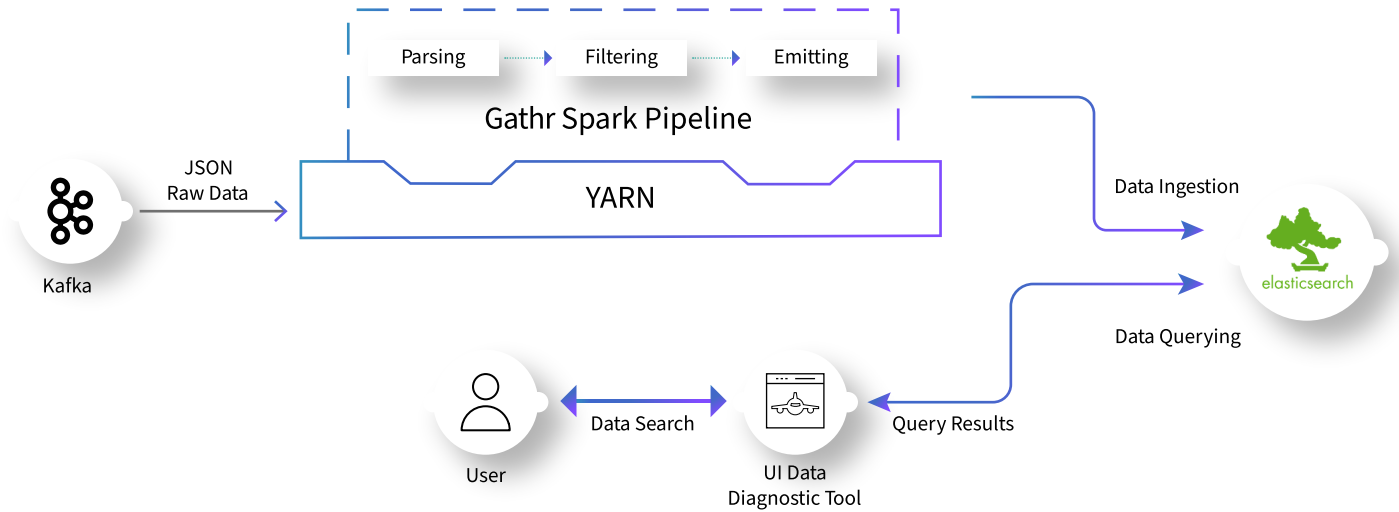 Parsing
Filtering
Emitting
Gathr Spark Pipeline
JSON
Raw Data
YARN
Kafka
Data Ingestion
elasticsearch
Data Querying
Data Search
Query Results
User
UI Data
Diagnostic Tool